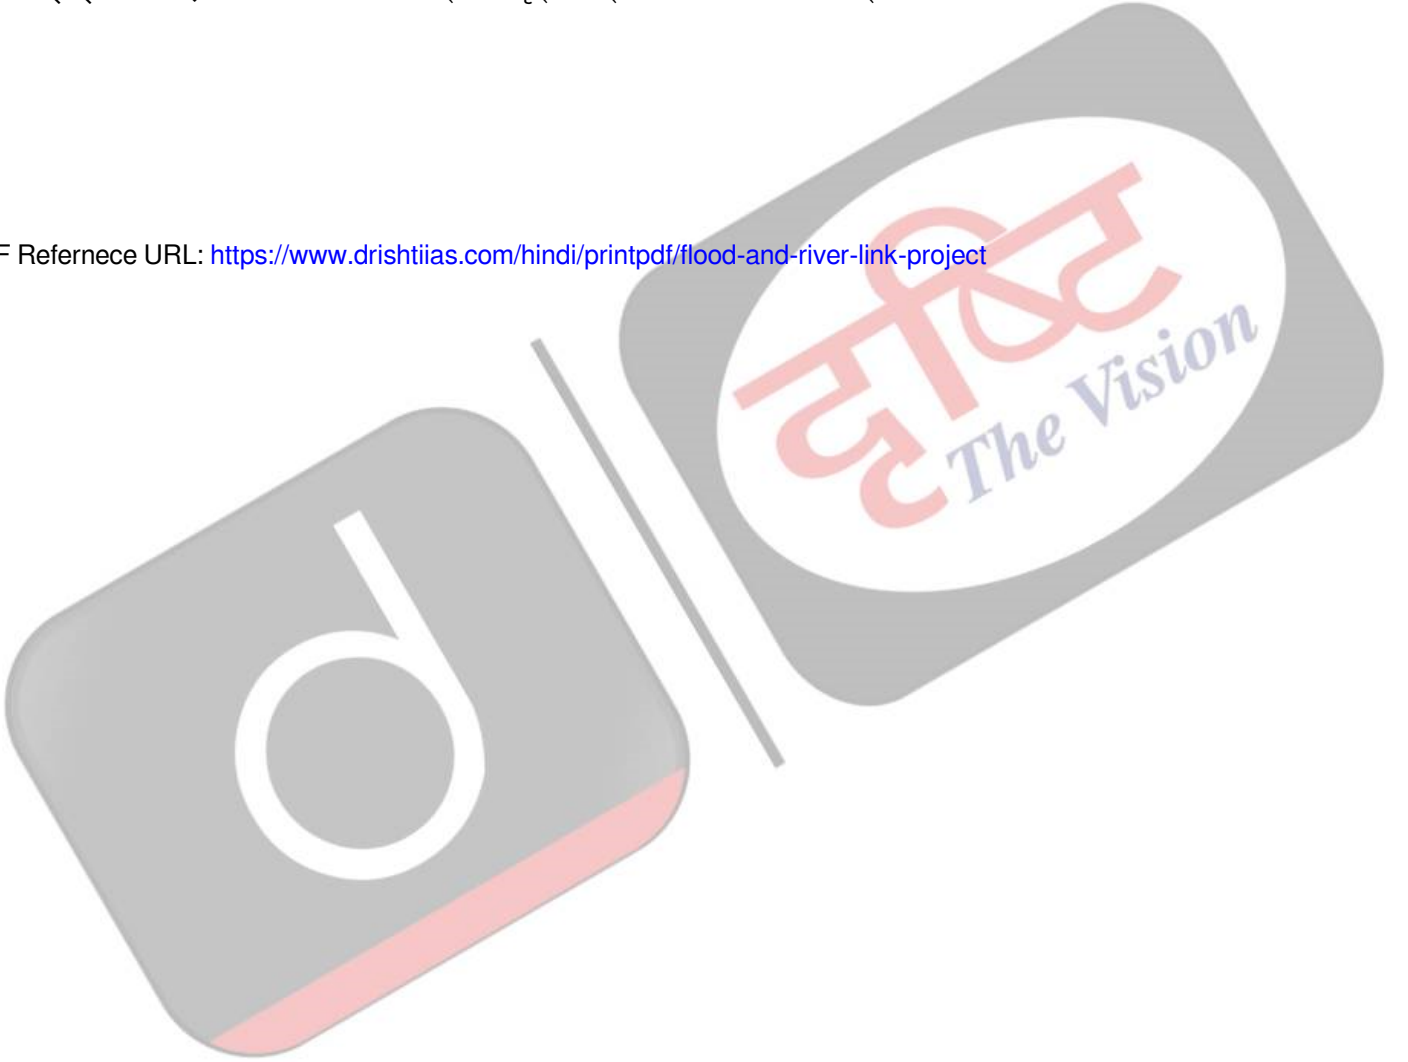 F Refernece URL: https://www.drishtiias.com/hindi/printpdf/flood-and-river-link-project
दृष्टि
The Vision
d